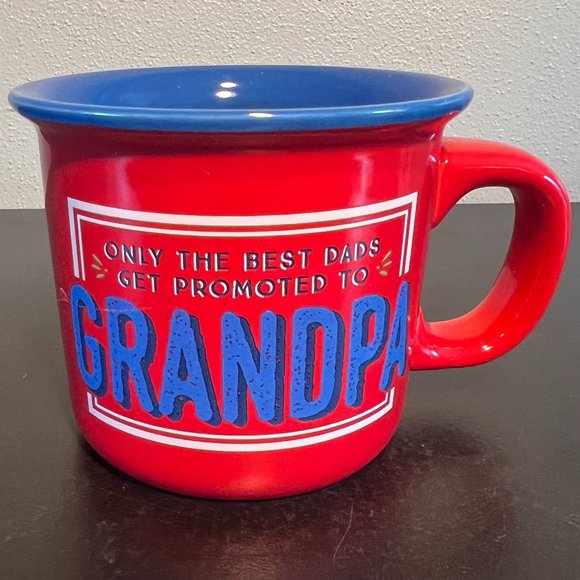 ONLY THE BEST DADS
GET PROMOTED TO
GRANDPA